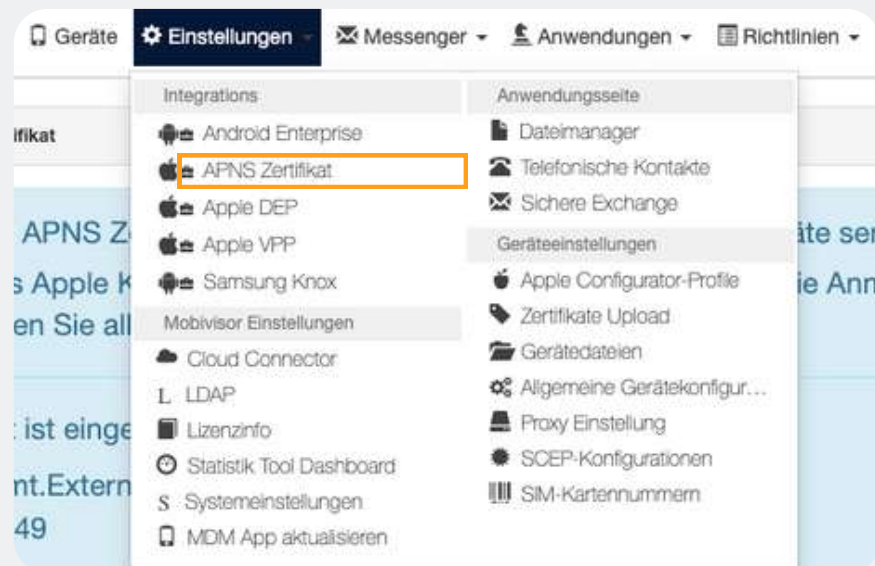 Geräte Einstellungen Messenger Anwendungen Richtlinien
Integrations
Android Enterprise
APNS Zertifikat
Apple DEP
Apple VPP
Samsung Knox
Mobivisor Einstellungen
Cloud Connector
L LDAP
Lizenzinfo
Statistik Tool Dashboard
S Systemeinstellungen
MDM App aktualisieren
Anwendungsseite
Dateimanager
Telefonische Kontakte
Sichere Exchange
Geräteeinstellungen
Apple Configurator-Profile
Zertifikate Upload
Gerätedateien
Allgemeine Gerätekonfigur...
Proxy Einstellung
SCEP-Konfigurationen
SIM-Kartennummern
ifikat
APNS Z
s Apple K
en Sie all
ist einge
nt.Extern
49
äte ser
ie Ann